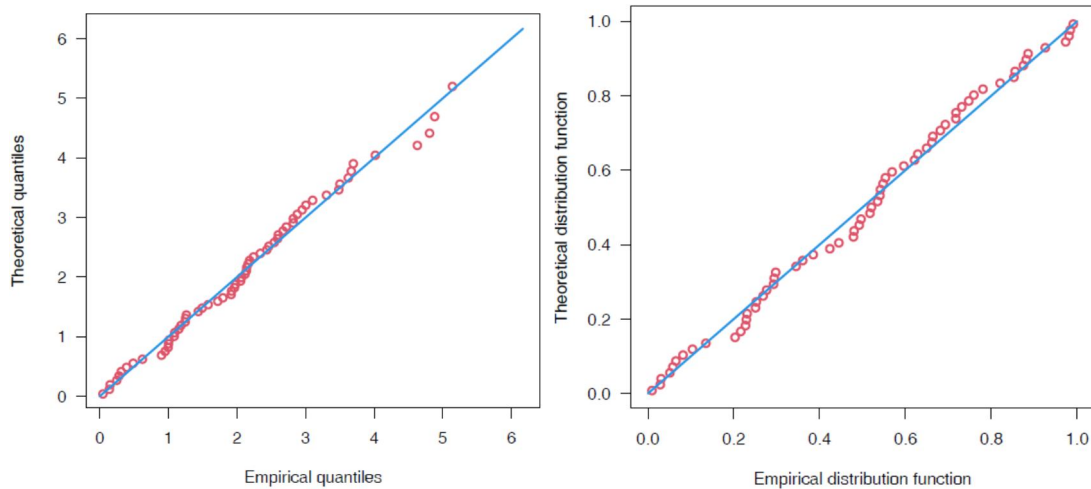 6
5
4
3
2
1
0
Theoretical quantiles
0 1 2 3 4 5 6
Empirical quantiles
1.0
0.8
0.6
0.4
0.2
0.0
Theoretical distribution function
0.0 0.2 0.4 0.6 0.8 1.0
Empirical distribution function